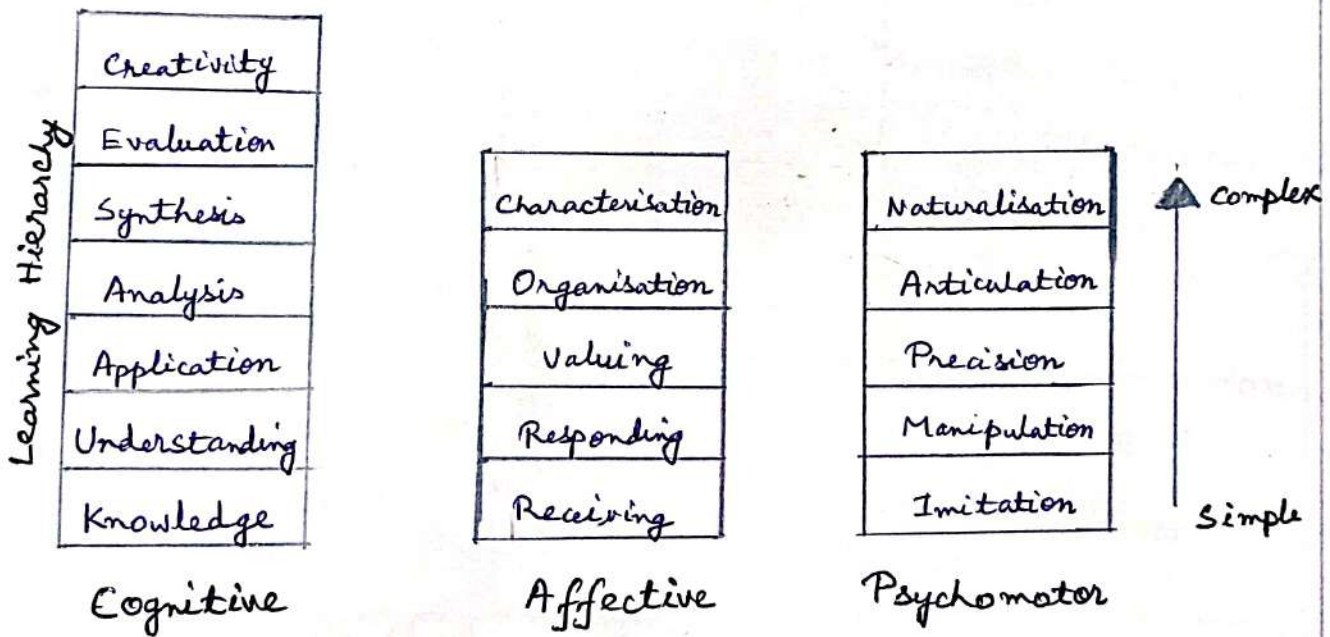 Learning Hierarchy
Creativity
Evaluation
Synthesis
Analysis
Application
Understanding
Knowledge
Cognitive
Characterisation
Organisation
Valuing
Responding
Receiving
Affective
Naturalisation
Articulation
Precision
Manipulation
Imitation
Psychomotor
Complex
Simple